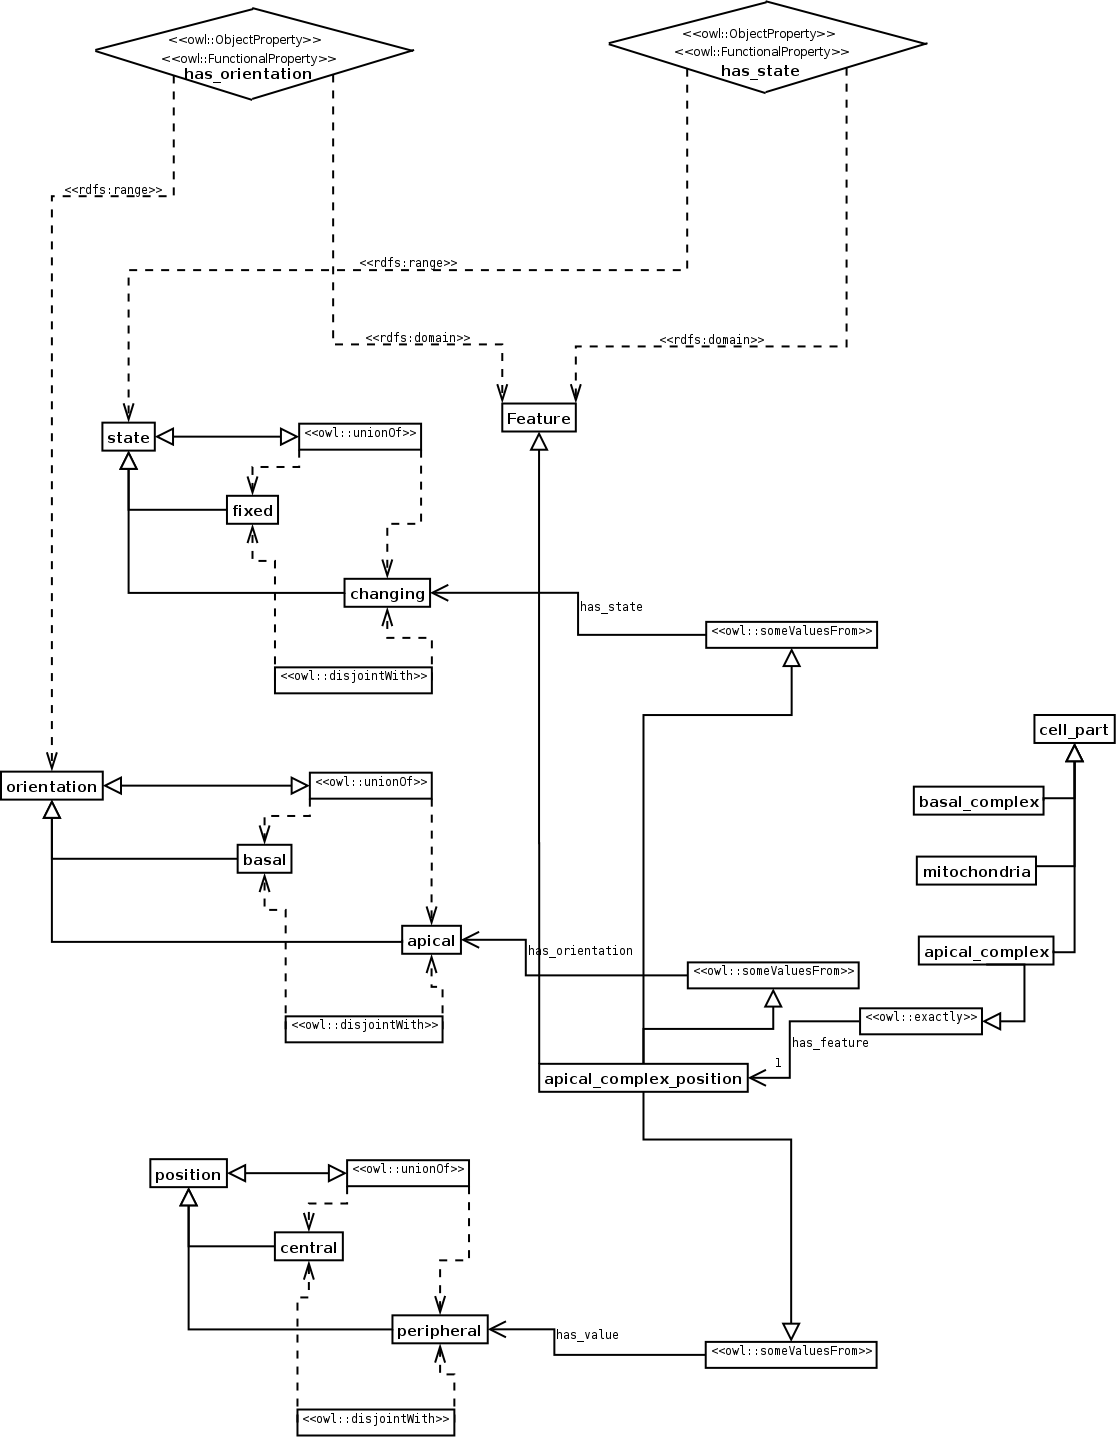 <<owl::ObjectProperty>>
<<owl::FunctionalProperty>>
has_orientation
<<owl::ObjectProperty>>
<<owl::FunctionalProperty>>
has_state
<<rdfs:range>>
<<rdfs:range>>
<<rdfs:domain>>
<<rdfs:domain>>
Feature
state
<<owl::unionOf>>
fixed
changing
has_state
<<owl::someValuesFrom>>
<<owl::disjointWith>>
cell_part
orientation
<<owl::unionOf>>
basal_complex
basal
mitochondria
apical
has_orientation
apical_complex
<<owl::someValuesFrom>>
<<owl::disjointWith>>
<<owl::exactly>>
has_feature
1
apical_complex_position
position
<<owl::unionOf>>
central
peripheral
has_value
<<owl::someValuesFrom>>
<<owl::disjointWith>>